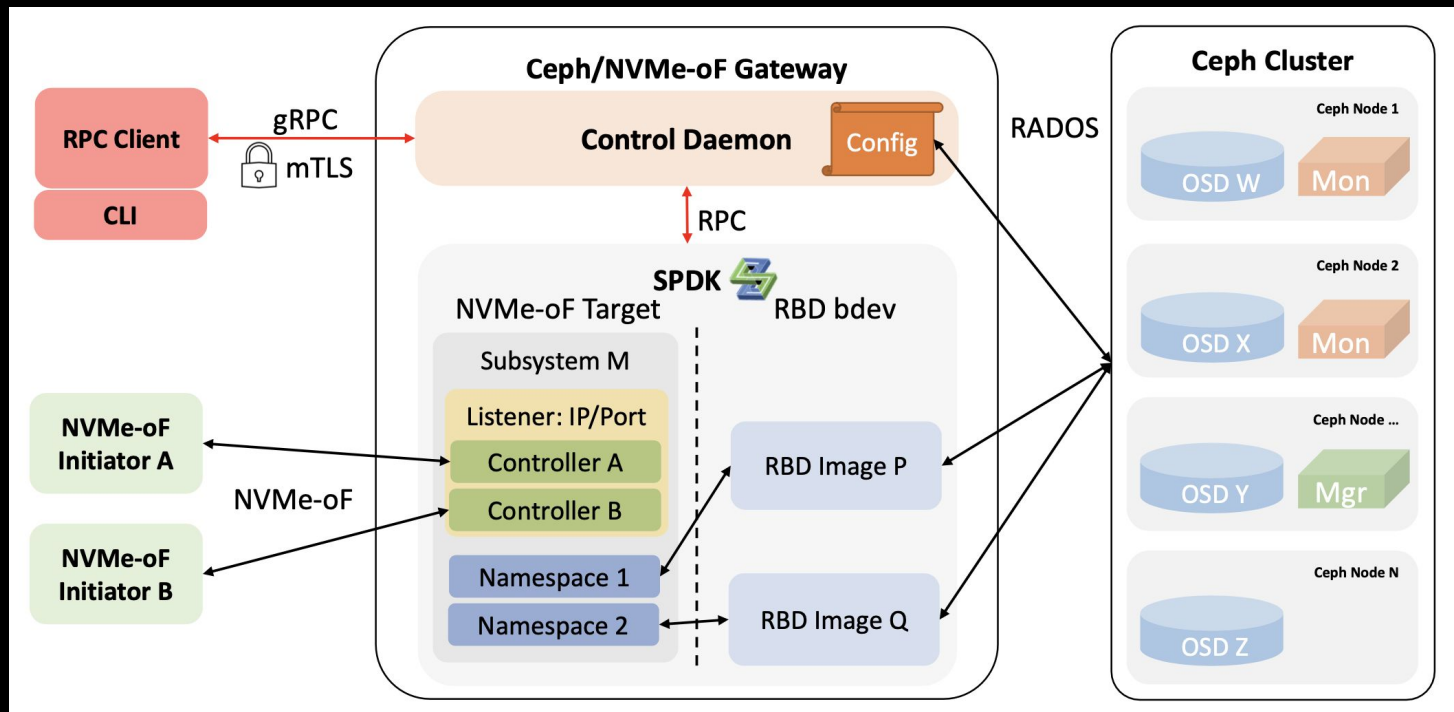 Ceph/NVMe-oF Gateway
Ceph Cluster
RPC Client
CLI
gRPC
mTLS
Control Daemon
Config
RADOS
RPC
SPDK
NVMe-oF Target
RBD bdev
Subsystem M
Listener: IP/Port
Controller A
Controller B
Namespace 1
Namespace 2
RBD Image P
RBD Image Q
NVMe-oF
Initiator A
NVMe-oF
NVMe-oF
Initiator B
Ceph Node 1
OSD W
Mon
Ceph Node 2
OSD X
Mon
Ceph Node ...
OSD Y
Mgr
Ceph Node N
OSD Z